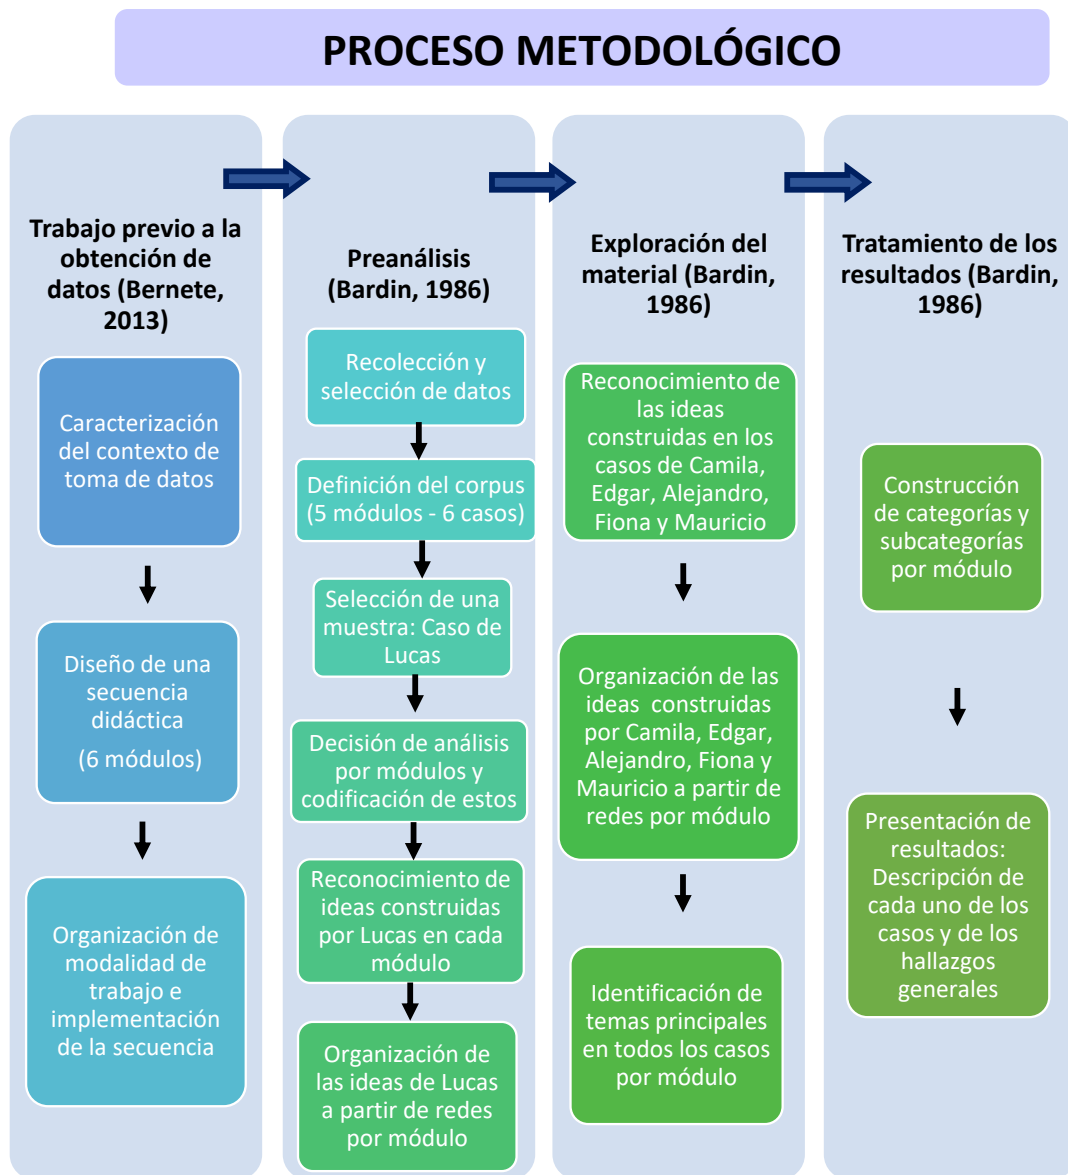 PROCESO METODOLÓGICO
Trabajo previo a la
obtención de
datos (Bernete,
2013)
Caracterización
del contexto de
toma de datos
Diseño de una
secuencia
didáctica
(6 módulos)
Organización de
modalidad de
trabajo e
implementación
de la secuencia
Preanálisis
(Bardin, 1986)
Recolección y
selección de datos
Definición del corpus
(5 módulos - 6 casos)
Selección de una
muestra: Caso de
Lucas
Decisión de análisis
por módulos y
codificación de estos
Reconocimiento de
ideas construidas
por Lucas en cada
módulo
Organización de
las ideas de Lucas
a partir de redes
por módulo
Exploración del
material (Bardin,
1986)
Reconocimiento de
las ideas
construidas en los
casos de Camila,
Edgar, Alejandro,
Fiona y Mauricio
Organización de las
ideas construidas
por Camila, Edgar,
Alejandro, Fiona y
Mauricio a partir de
redes por módulo
Identificación de
temas principales
en todos los casos
por módulo
Tratamiento de los
resultados (Bardin,
1986)
Construcción
de categorías y
subcategorías
por módulo
Presentación de
resultados:
Descripción de
cada uno de los
casos y de los
hallazgos
generales